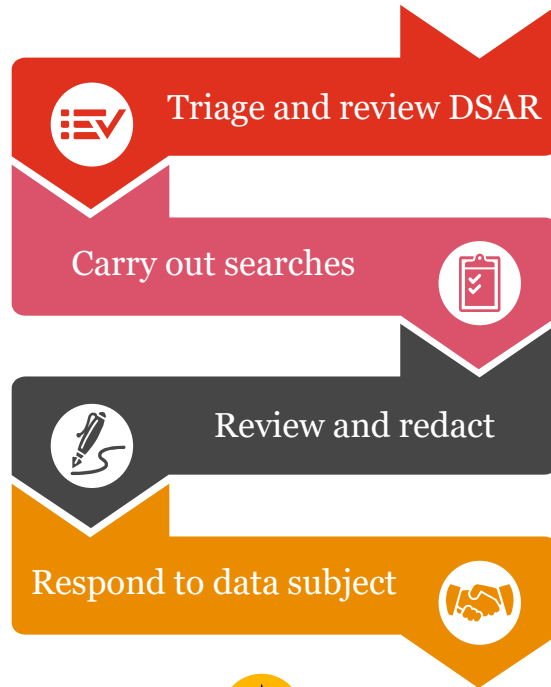 Triage and review DSAR
Carry out searches
Review and redact
Respond to data subject